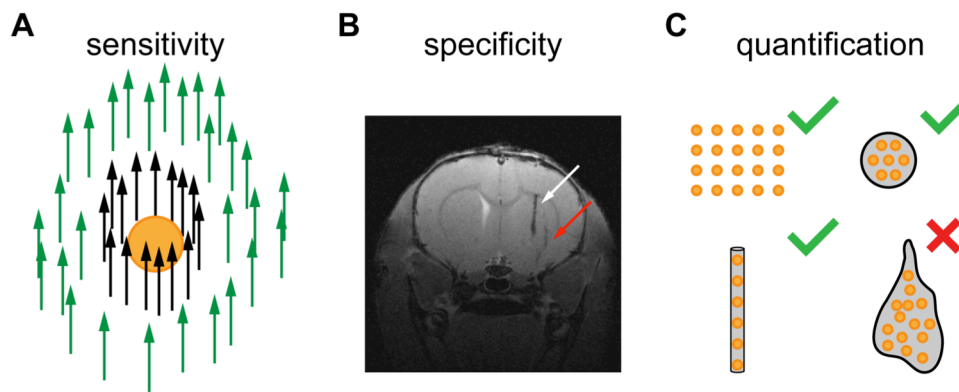 A
sensitivity
B
specificity
C
quantification